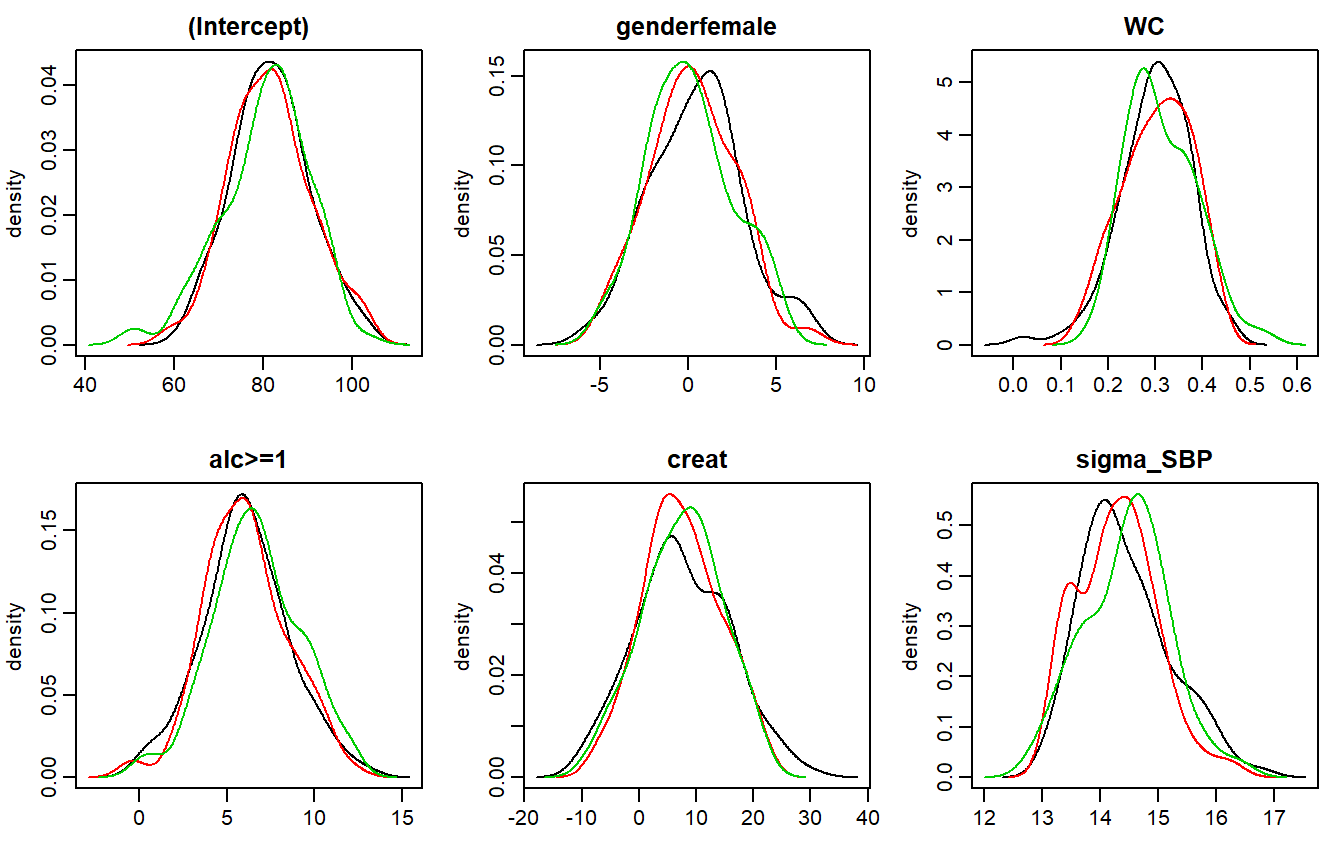 (Intercept)
density
0.00 0.01 0.02 0.03 0.04
40 60 80 100
genderfemale
density
0.00 0.05 0.10 0.15
-5 0 5 10
WC
density
0 1 2 3 4 5
0.0 0.1 0.2 0.3 0.4 0.5 0.6
alc>=1
density
0.00 0.05 0.10 0.15
0 5 10 15
creat
density
0.00 0.02 0.04
-20 -10 0 10 20 30 40
sigma_SBP
density
0.0 0.1 0.2 0.3 0.4 0.5
12 13 14 15 16 17